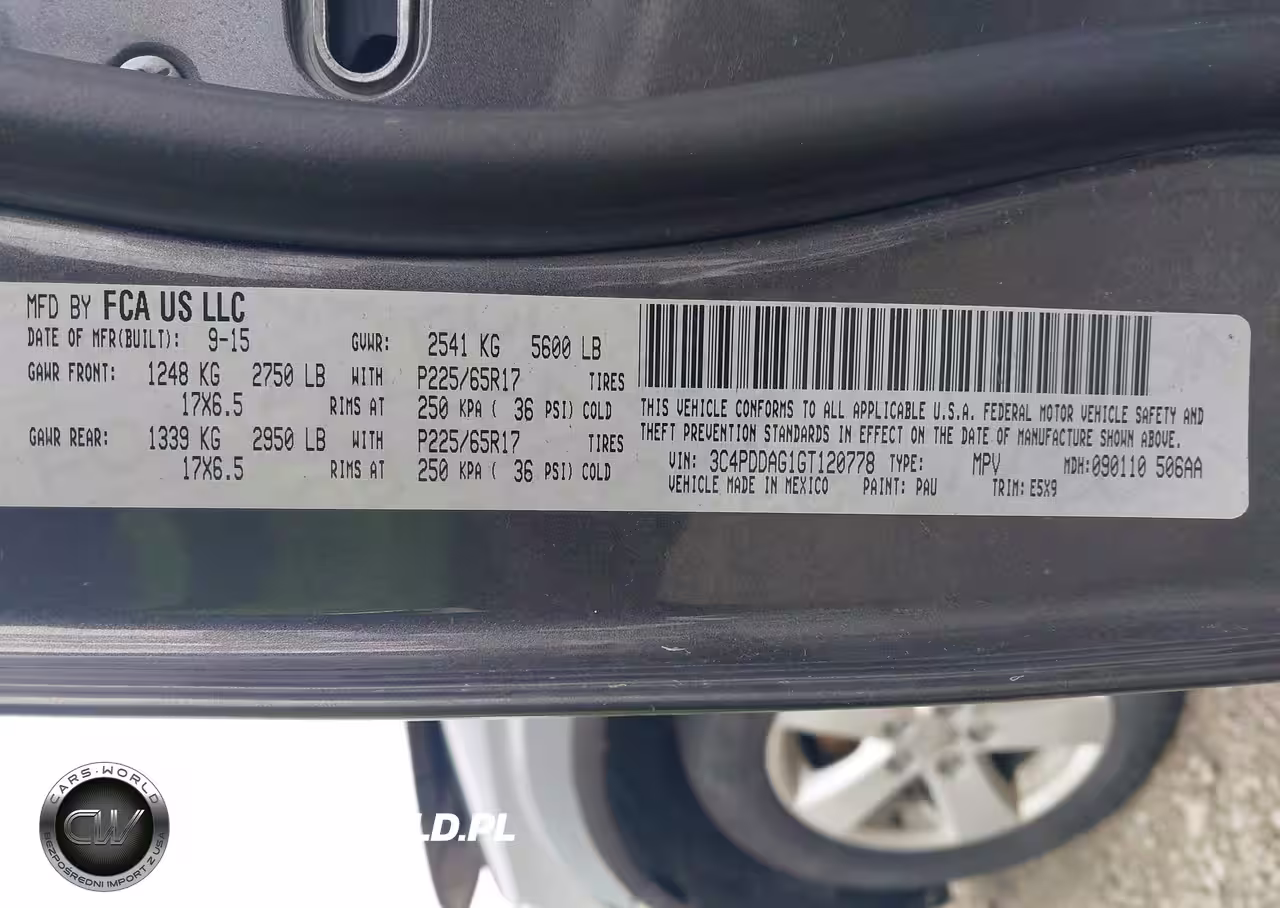 MFD BY FCA US LLC
DATE OF MFR(BUILT): 9-15 GVWR: 2541 KG 5600 LB
GAWR FRONT: 1248 KG 2750 LB WITH P225/65R17 TIRES
17X6.5 RIMS AT 250 KPA ( 36 PSI) COLD
GAWR REAR: 1339 KG 2950 LB WITH P225/65R17 TIRES
17X6.5 RIMS AT 250 KPA ( 36 PSI) COLD
THIS VEHICLE CONFORMS TO ALL APPLICABLE U.S.A. FEDERAL MOTOR VEHICLE SAFETY AND
THEFT PREVENTION STANDARDS IN EFFECT ON THE DATE OF MANUFACTURE SHOWN ABOVE.
VIN: 3C4PDDAG1GT120778 TYPE: MPV MDH:090110 506AA
VEHICLE MADE IN MEXICO PAINT: PAU TRIM: E5X9
CARS-WORLD
CW
BEZPOŚREDNI IMPORT Z USA
LD.PL